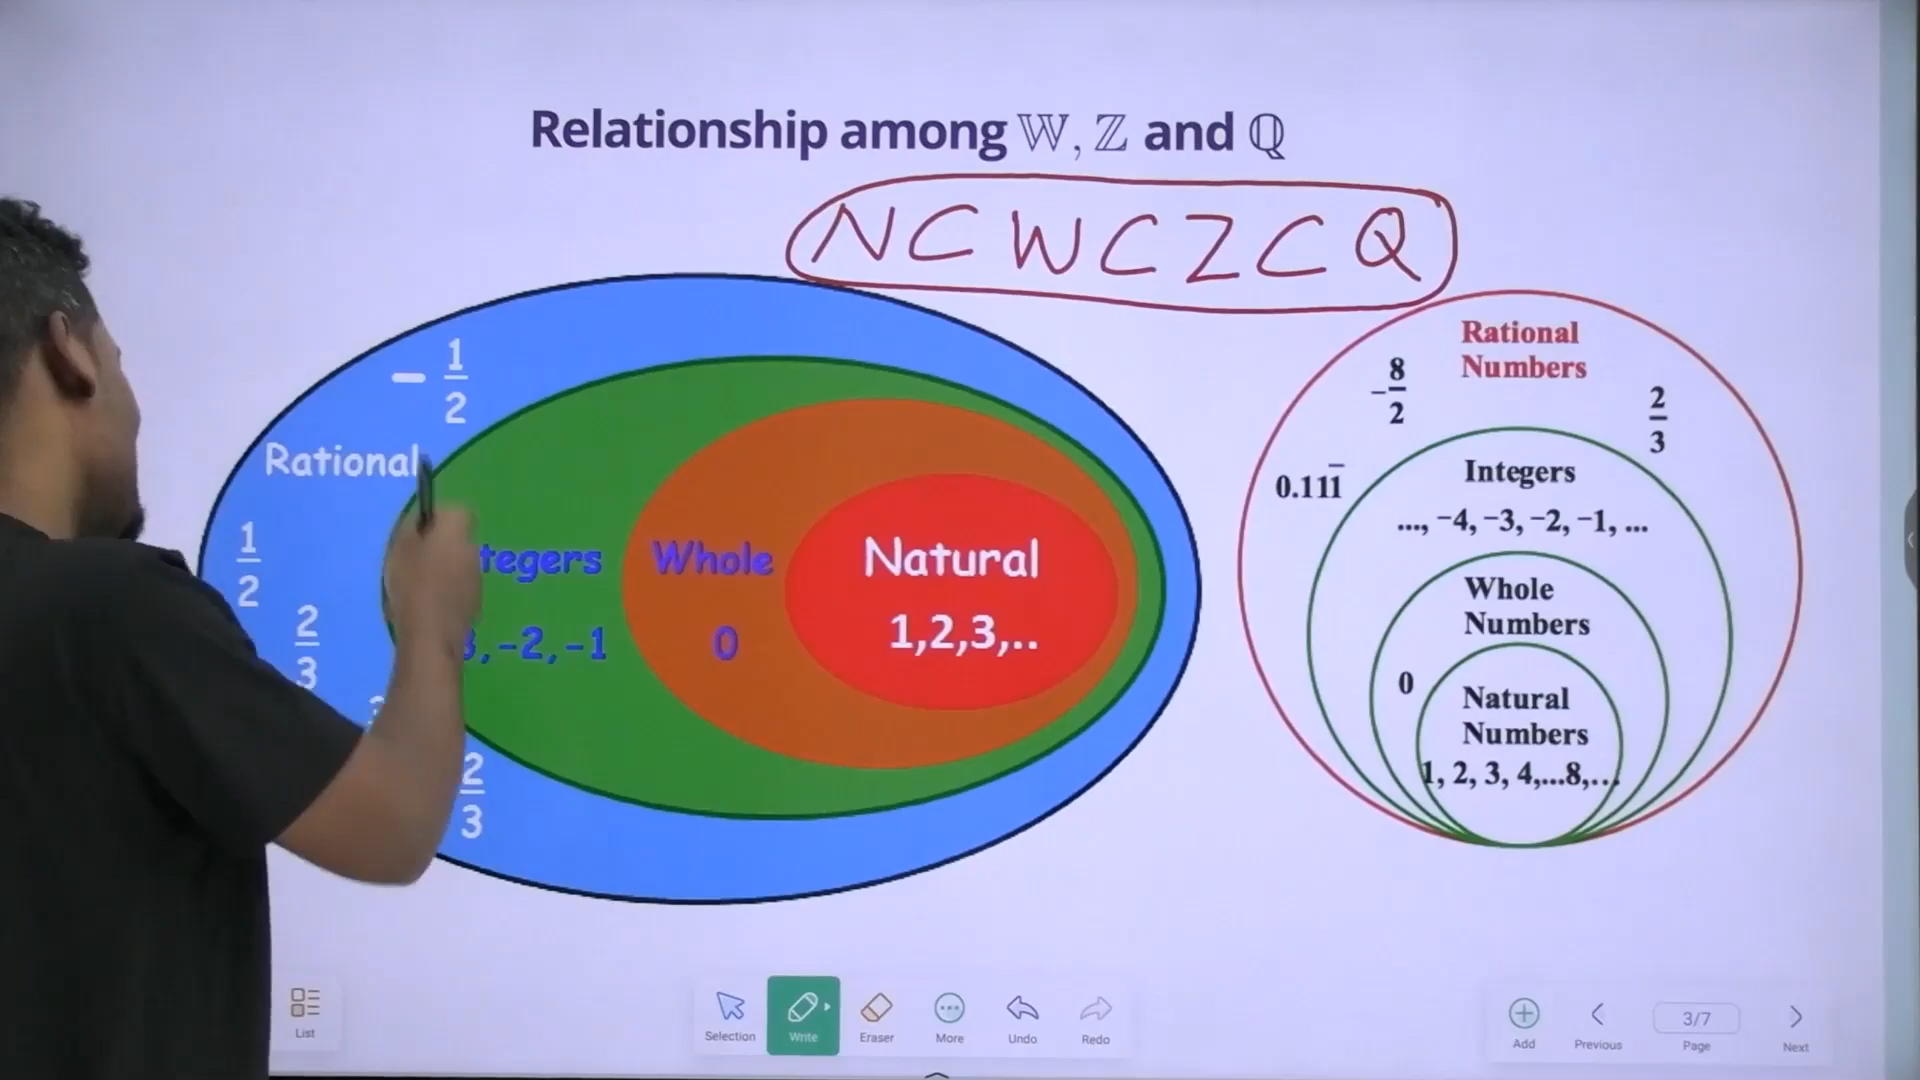 Relationship among 𝕎, ℤ and ℚ
N ⊂ W ⊂ Z ⊂ Q
- 1/2
Rational
1/2
2/3
2/3
tegers
3,-2,-1
Whole
0
Natural
1,2,3,..
Rational
Numbers
-8/2
2/3
0.111̅
Integers
..., -4, -3, -2, -1, ...
Whole
Numbers
0
Natural
Numbers
1, 2, 3, 4,...8,...
List
Selection
Write
Eraser
More
Undo
Redo
Add
Previous
3/7
Page
Next